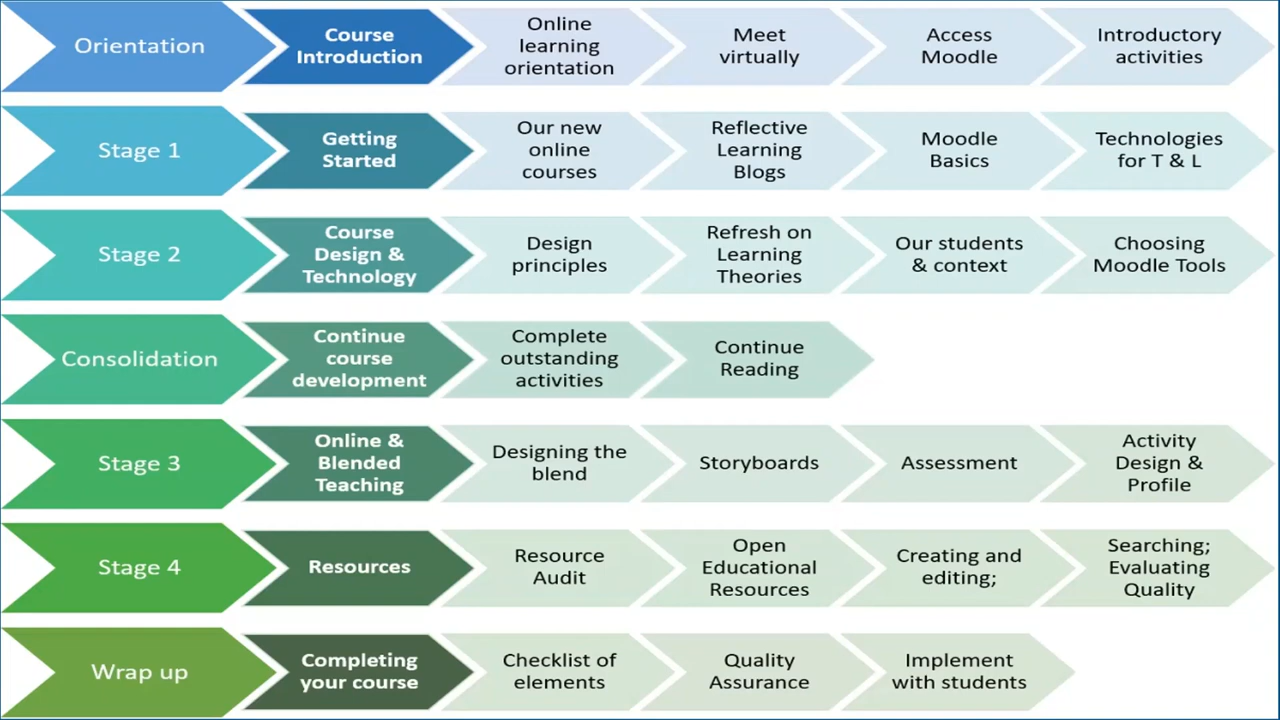 Orientation
Course
Introduction
Online
learning
orientation
Meet
virtually
Access
Moodle
Introductory
activities
Stage 1
Getting
Started
Our new
online
courses
Reflective
Learning
Blogs
Moodle
Basics
Technologies
for T & L
Stage 2
Course
Design &
Technology
Design
principles
Refresh on
Learning
Theories
Our students
& context
Choosing
Moodle Tools
Consolidation
Continue
course
development
Complete
outstanding
activities
Continue
Reading
Stage 3
Online &
Blended
Teaching
Designing the
blend
Storyboards
Assessment
Activity
Design &
Profile
Stage 4
Resources
Resource
Audit
Open
Educational
Resources
Creating and
editing;
Searching;
Evaluating
Quality
Wrap up
Completing
your course
Checklist of
elements
Quality
Assurance
Implement
with students